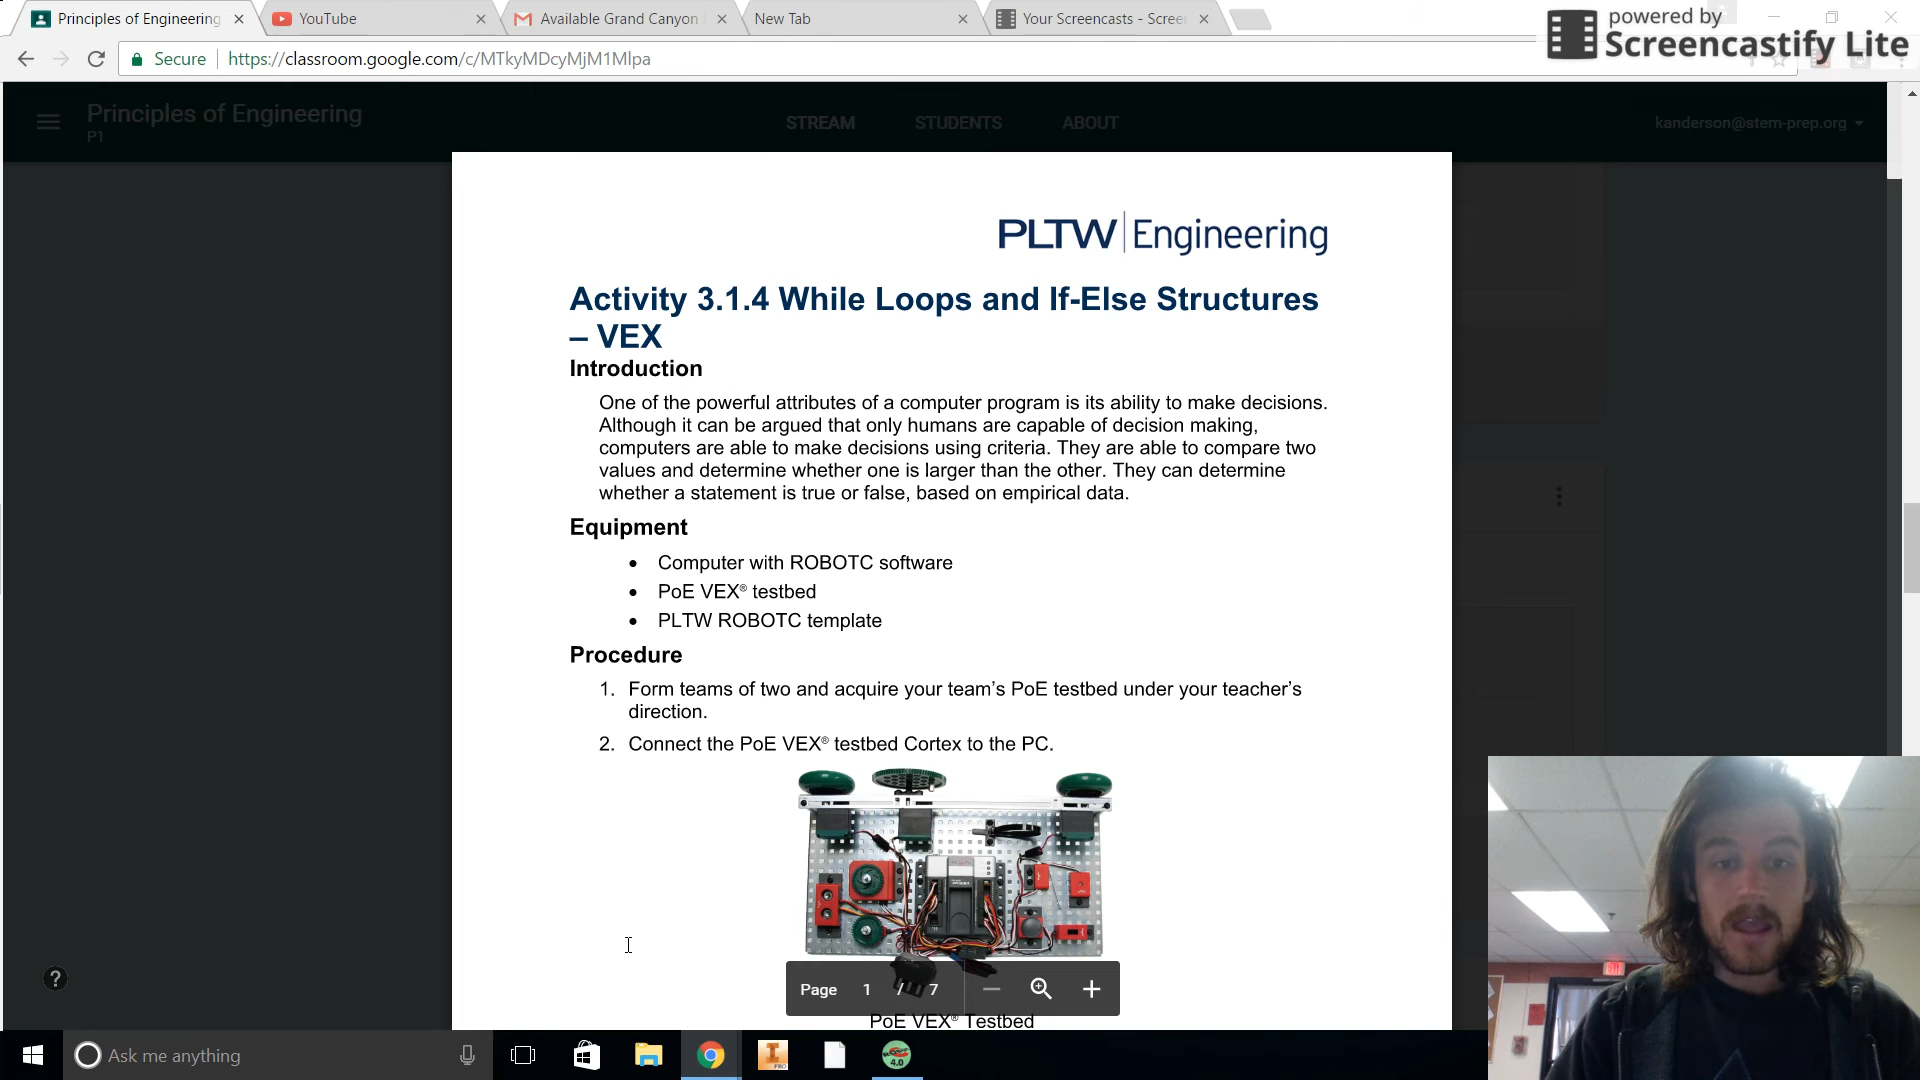 Principles of Engineering
YouTube
Available Grand Canyon
New Tab
Your Screencasts - Scree
powered by
Screencastify Lite
Secure
https://classroom.google.com/c/MTkyMDcyMjM1Mlpa
Principles of Engineering
P1
STREAM
STUDENTS
ABOUT
kanderson@stem-prep.org
PLTW Engineering
Activity 3.1.4 While Loops and If-Else Structures
– VEX
Introduction
One of the powerful attributes of a computer program is its ability to make decisions.
Although it can be argued that only humans are capable of decision making,
computers are able to make decisions using criteria. They are able to compare two
values and determine whether one is larger than the other. They can determine
whether a statement is true or false, based on empirical data.
Equipment
• Computer with ROBOTC software
• PoE VEX® testbed
• PLTW ROBOTC template
Procedure
1. Form teams of two and acquire your team’s PoE testbed under your teacher’s
direction.
2. Connect the PoE VEX® testbed Cortex to the PC.
Page 1 / 7
PoE VEX® Testbed
?
Ask me anything
PRO
4.0